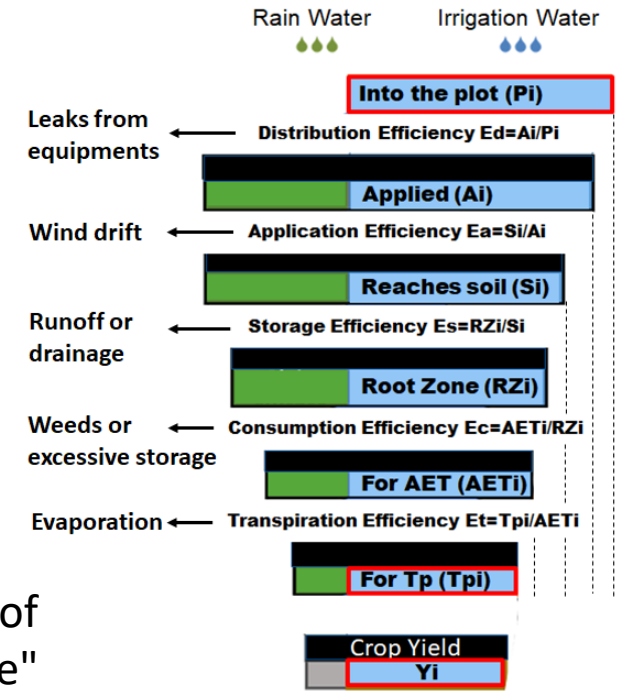 Rain Water
Irrigation Water
Into the plot (Pi)
Leaks from
equipments
Distribution Efficiency Ed=Ai/Pi
Applied (Ai)
Wind drift
Application Efficiency Ea=Si/Ai
Reaches soil (Si)
Runoff or
drainage
Storage Efficiency Es=RZi/Si
Root Zone (RZi)
Weeds or
excessive storage
Consumption Efficiency Ec=AETi/RZi
For AET (AETi)
Evaporation
Transpiration Efficiency Et=Tpi/AETi
For Tp (Tpi)
of
e"
Crop Yield
Yi